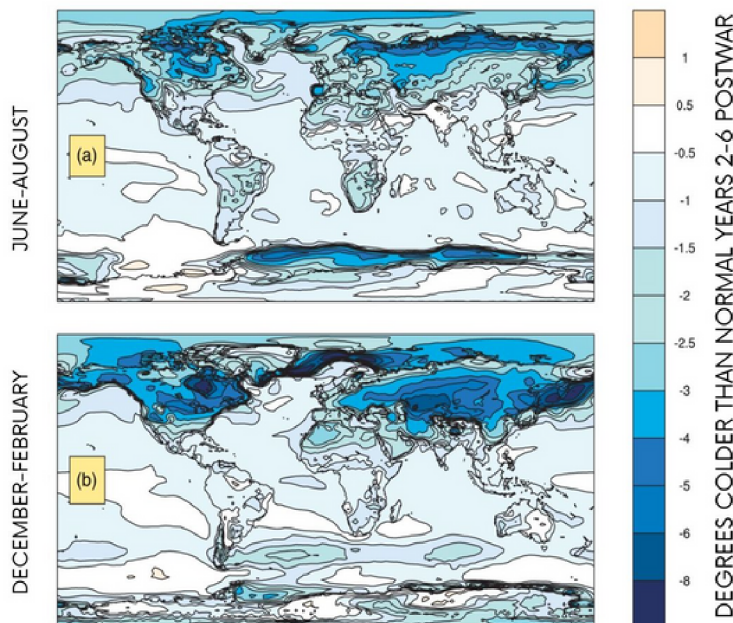 JUNE-AUGUST
(a)
DECEMBER-FEBRUARY
(b)
1
0.5
-0.5
-1
-1.5
-2
-2.5
-3
-4
-5
-6
-8
DEGREES COLDER THAN NORMAL YEARS 2-6 POSTWAR